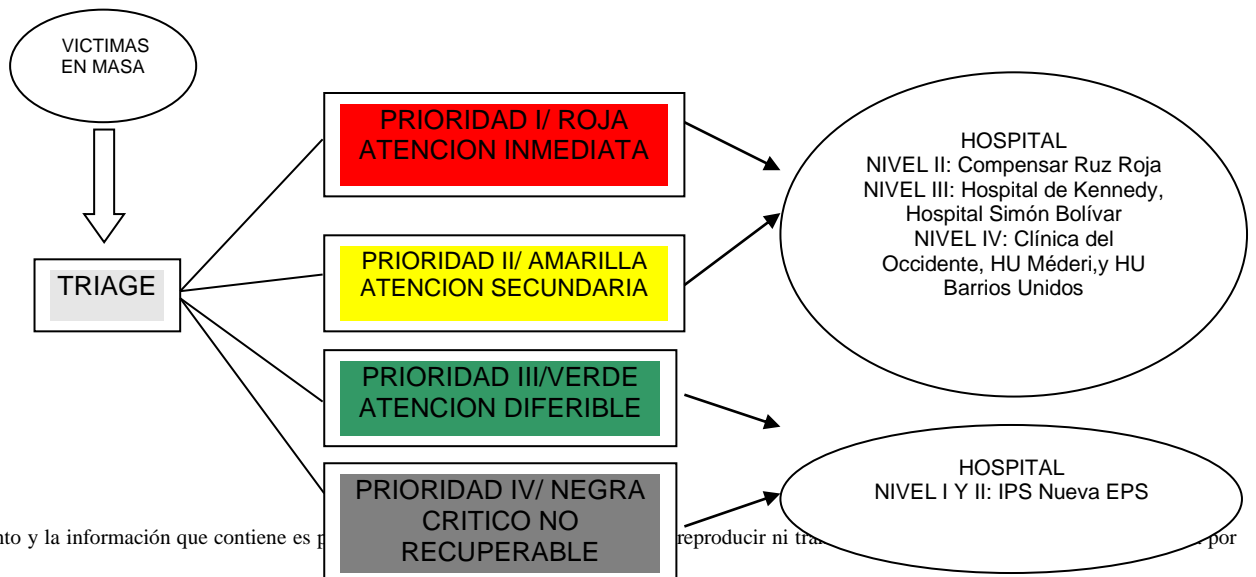 VICTIMAS
EN MASA
TRIAGE
PRIORIDAD I/ ROJA
ATENCION INMEDIATA
PRIORIDAD II/ AMARILLA
ATENCION SECUNDARIA
PRIORIDAD III/VERDE
ATENCION DIFERIBLE
PRIORIDAD IV/ NEGRA
CRITICO NO
RECUPERABLE
HOSPITAL
NIVEL II: Compensar Ruz Roja
NIVEL III: Hospital de Kennedy,
Hospital Simón Bolívar
NIVEL IV: Clínica del
Occidente, HU Méderi,y HU
Barrios Unidos
HOSPITAL
NIVEL I Y II: IPS Nueva EPS
y la información que contiene es reproducir ni por